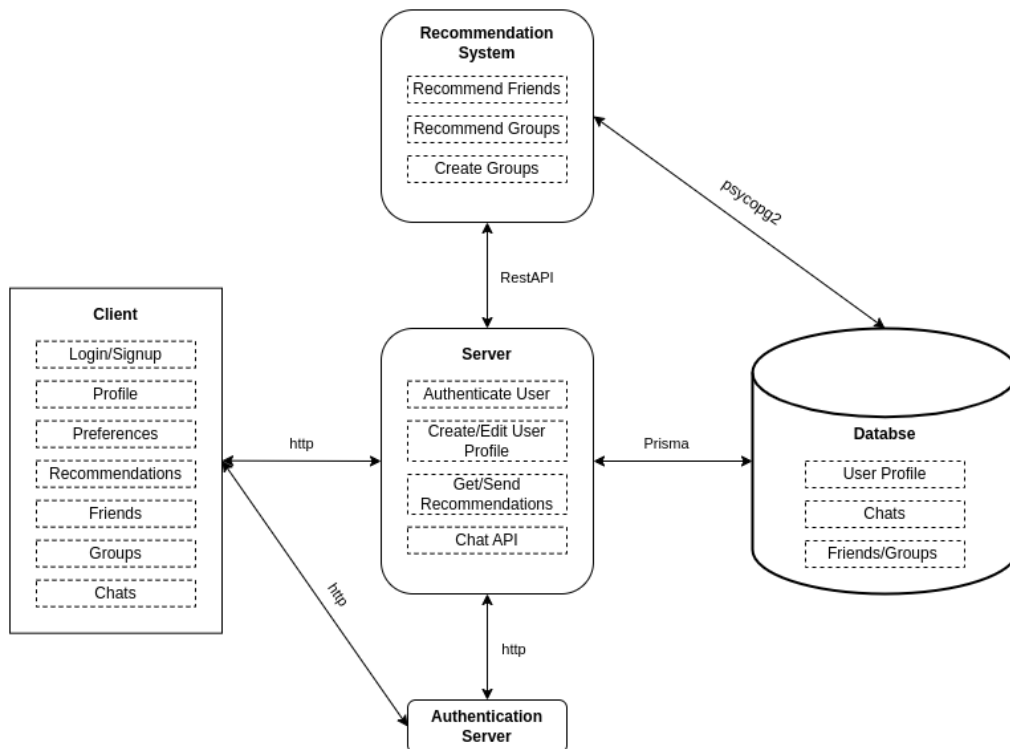 Recommendation
System
Recommend Friends
Recommend Groups
Create Groups
psycopg2
RestAPI
Client
Login/Signup
Profile
Preferences
Recommendations
Friends
Groups
Chats
http
Server
Authenticate User
Create/Edit User
Profile
Get/Send
Recommendations
Chat API
Prisma
Databse
User Profile
Chats
Friends/Groups
http
http
Authentication
Server